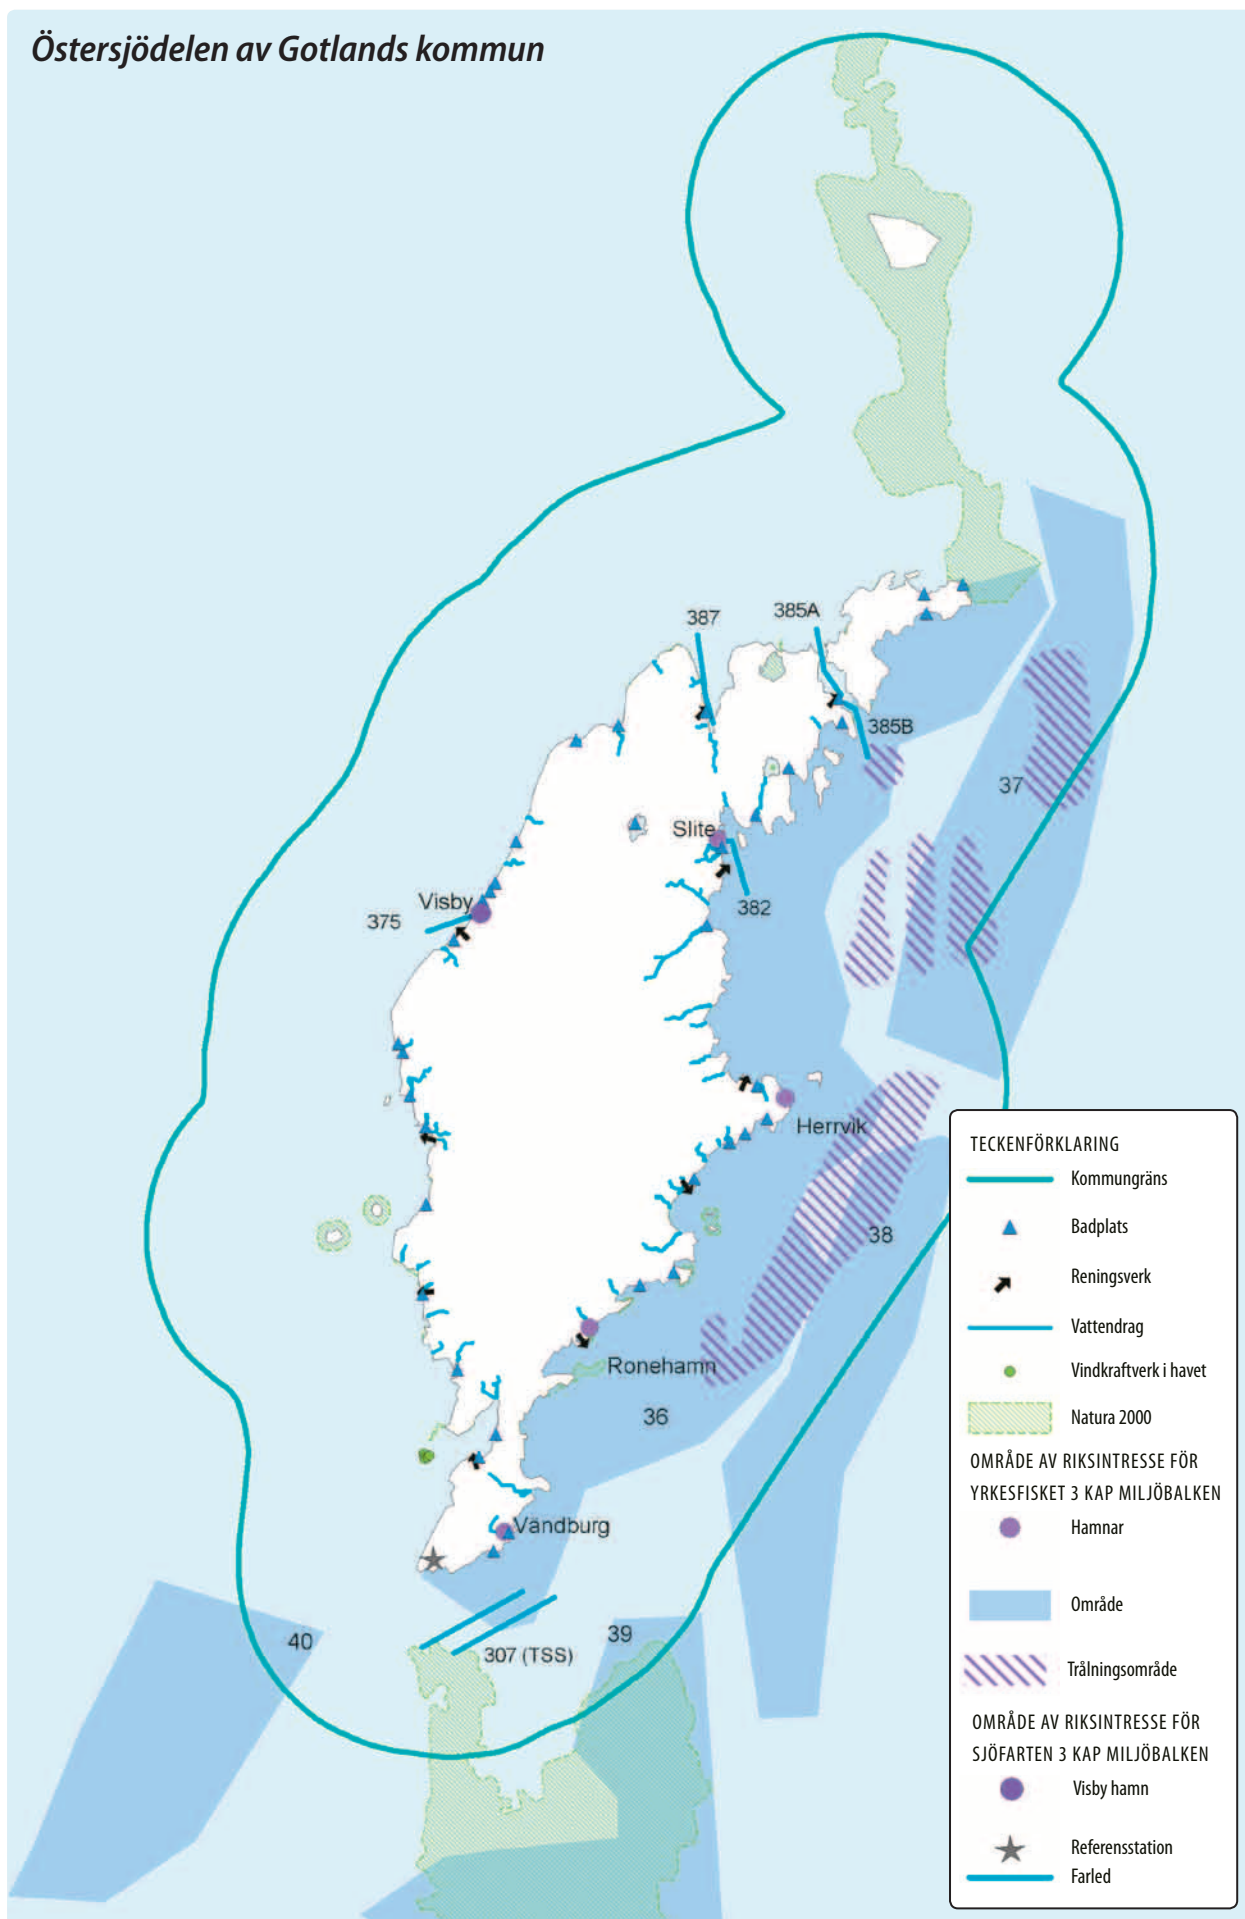 Östersjödelen av Gotlands kommun
387
385A
385B
37
Slite
382
Visby
375
Herrvik
38
Ronehamn
36
Vändburg
40
39
307 (TSS)
TECKENFÖRKLARING
Kommungräns
Badplats
Reningsverk
Vattendrag
Vindkraftverk i havet
Natura 2000
OMRÅDE AV RIKSINTRESSE FÖR
YRKESFISKET 3 KAP MILJÖBALKEN
Hamnar
Område
Trålningsområde
OMRÅDE AV RIKSINTRESSE FÖR
SJÖFARTEN 3 KAP MILJÖBALKEN
Visby hamn
Referensstation
Farled